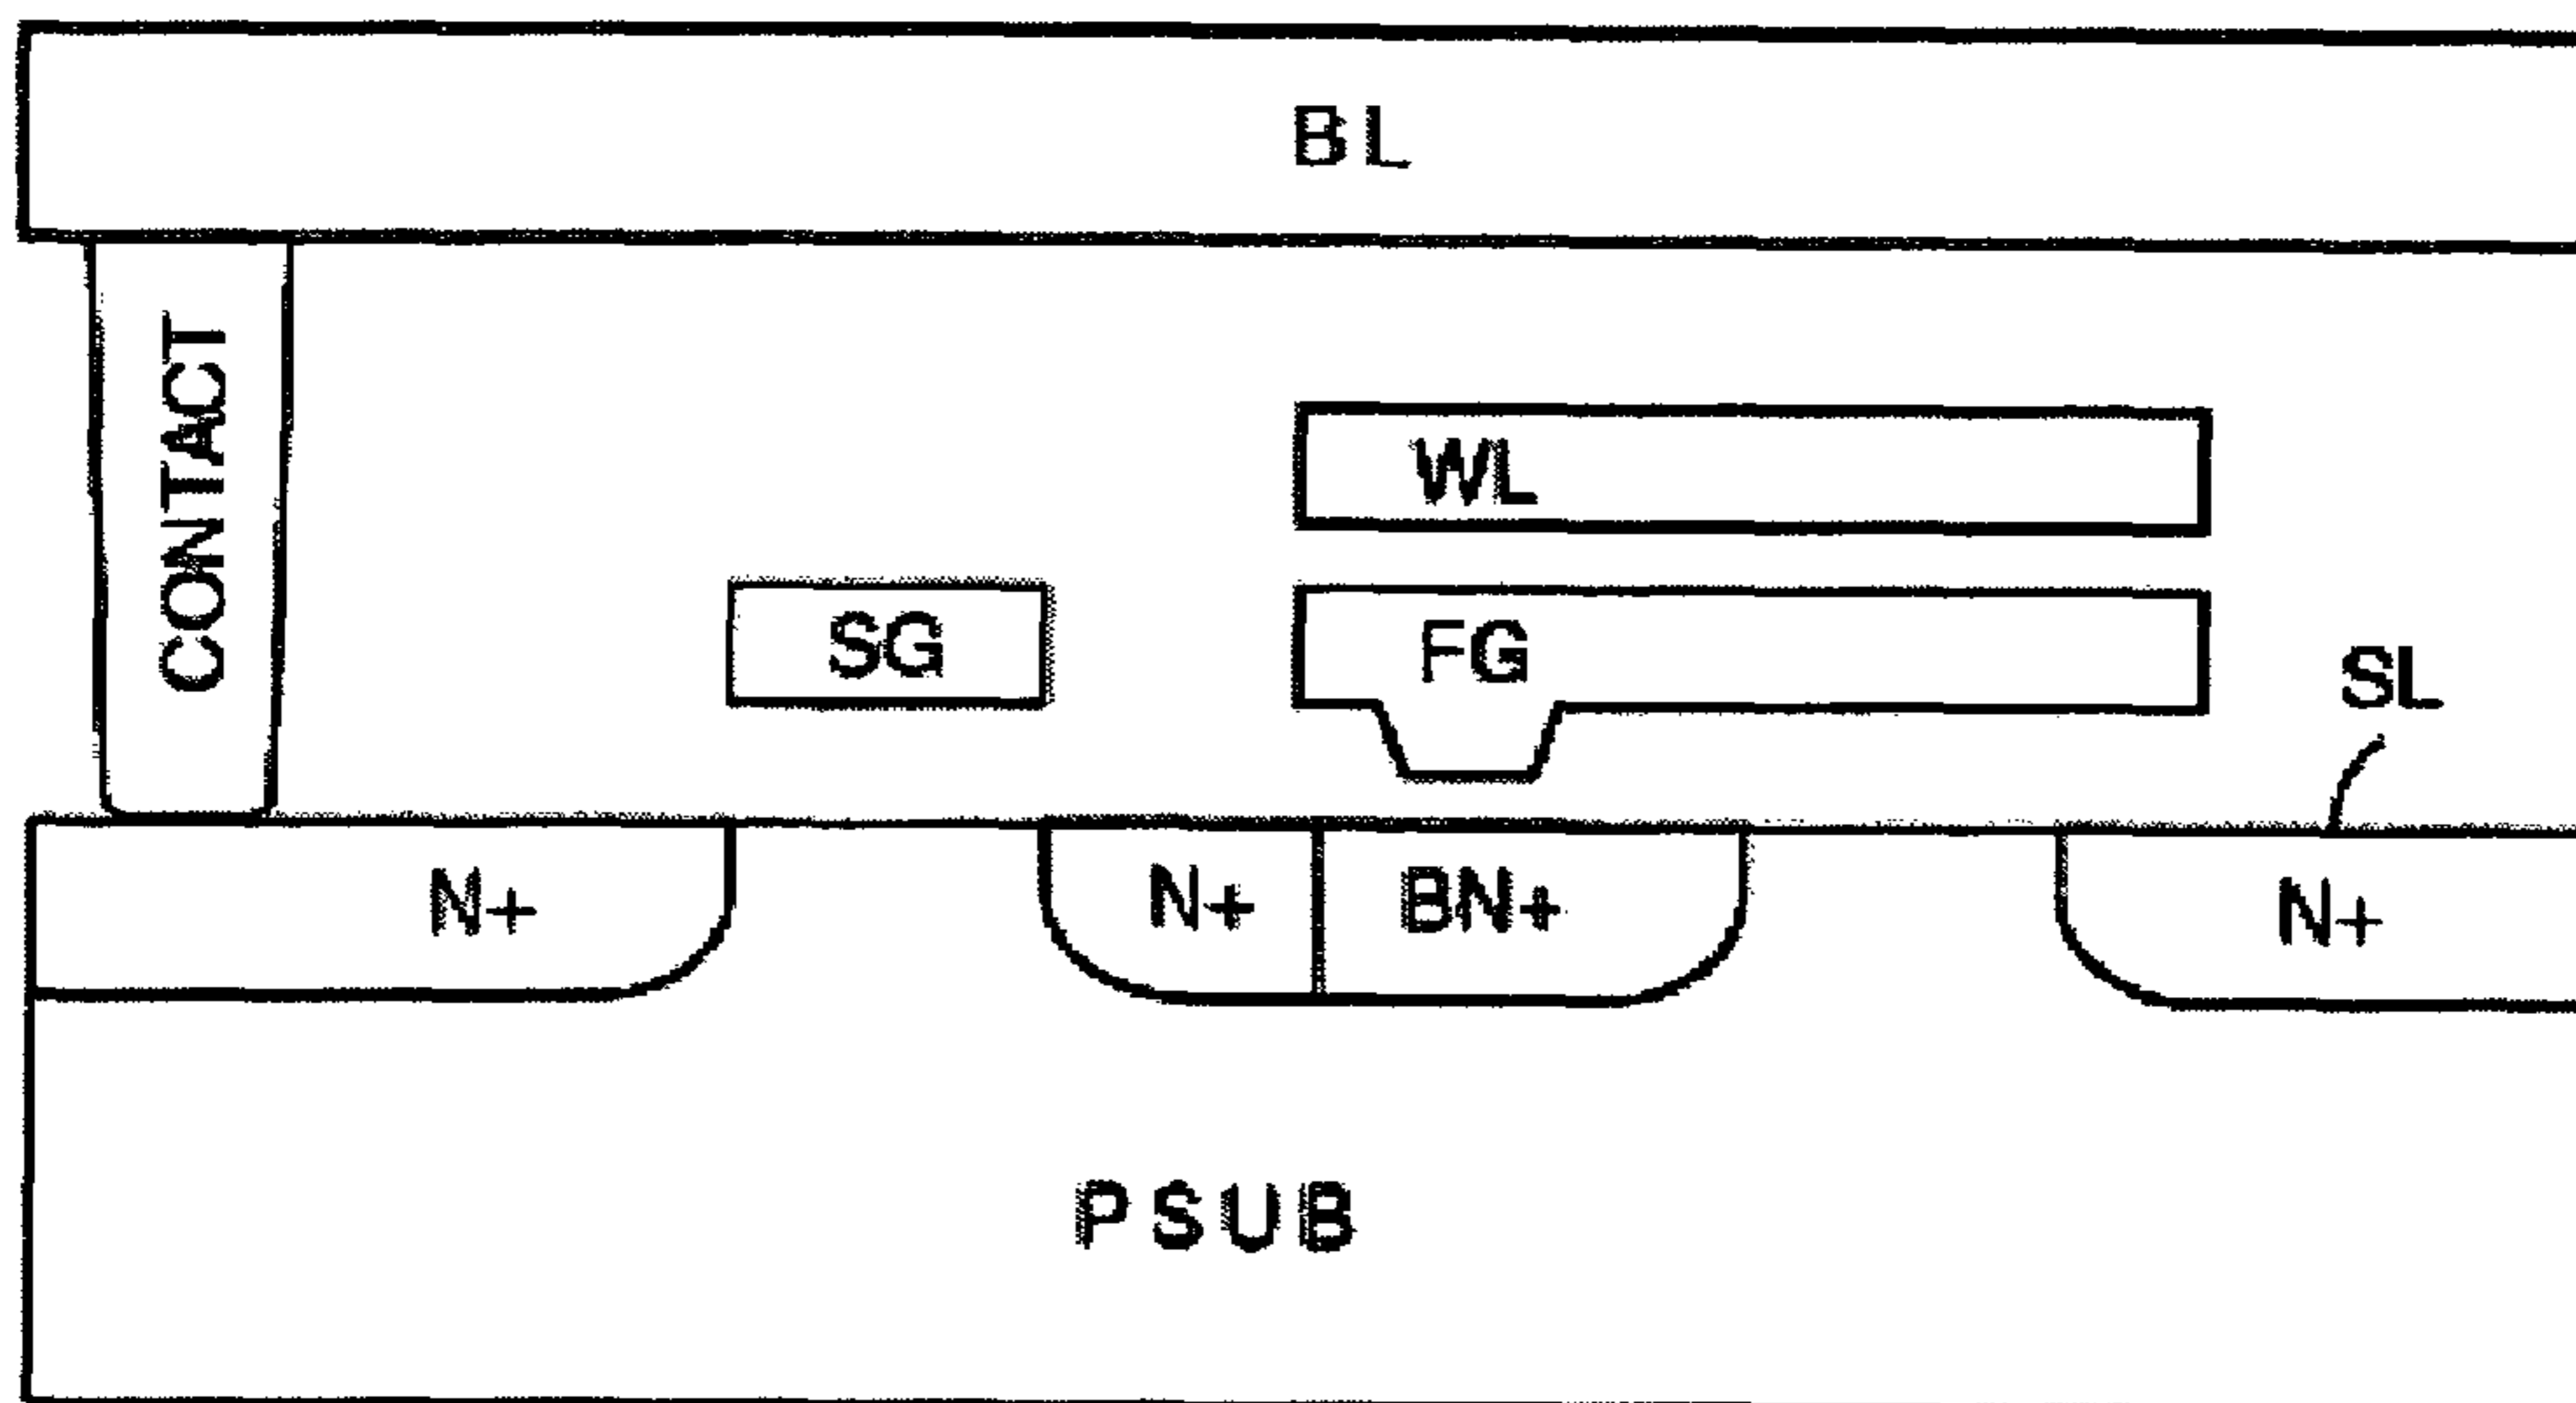 BL
CONTACT
WL
SG
FG
SL
N+
N+
BN+
N+
PSUB